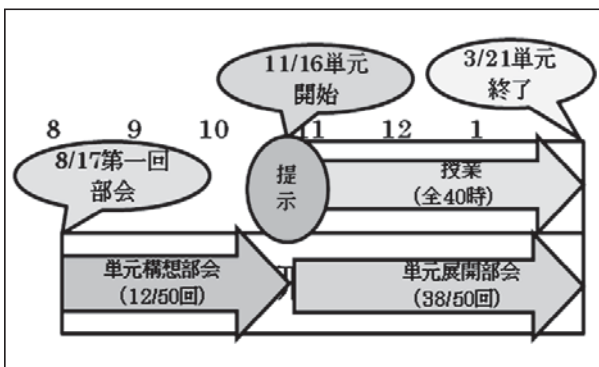 11/16単元
開始
3/21単元
終了
8 9 10 11 12 1
8/17第一回
部会
提
示
授業
(全40時)
単元構想部会
(12/50回)
単元展開部会
(38/50回)